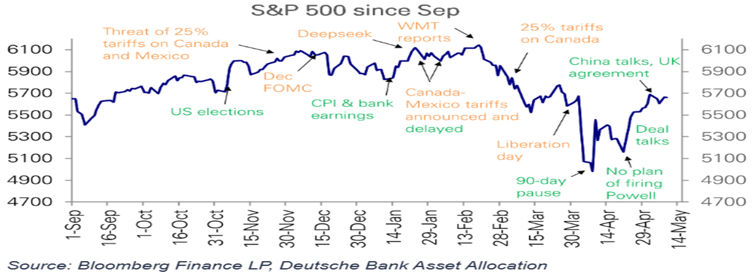 S&P 500 since Sep
6100
5900
5700
5500
5300
5100
4900
4700
6100
5900
5700
5500
5300
5100
4900
4700
Threat of 25%
tariffs on Canada
and Mexico
US elections
Dec
FOMC
Deepseek
CPI & bank
earnings
WMT
reports
Canada-
Mexico tariffs
announced and
delayed
25% tariffs
on Canada
Liberation
day
90-day
pause
China talks, UK
agreement
Deal
talks
No plan
of firing
Powell
1-Sep
16-Sep
1-Oct
16-Oct
31-Oct
15-Nov
30-Nov
15-Dec
30-Dec
14-Jan
29-Jan
13-Feb
28-Feb
15-Mar
30-Mar
14-Apr
29-Apr
14-May
Source: Bloomberg Finance LP, Deutsche Bank Asset Allocation